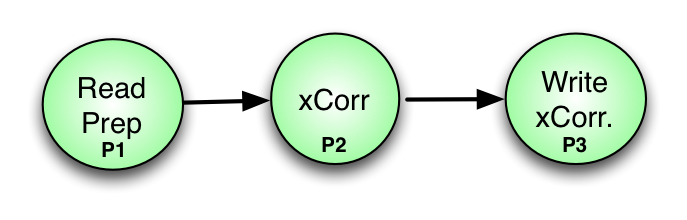 Read
Prep
P1
xCorr
P2
Write
xCorr.
P3